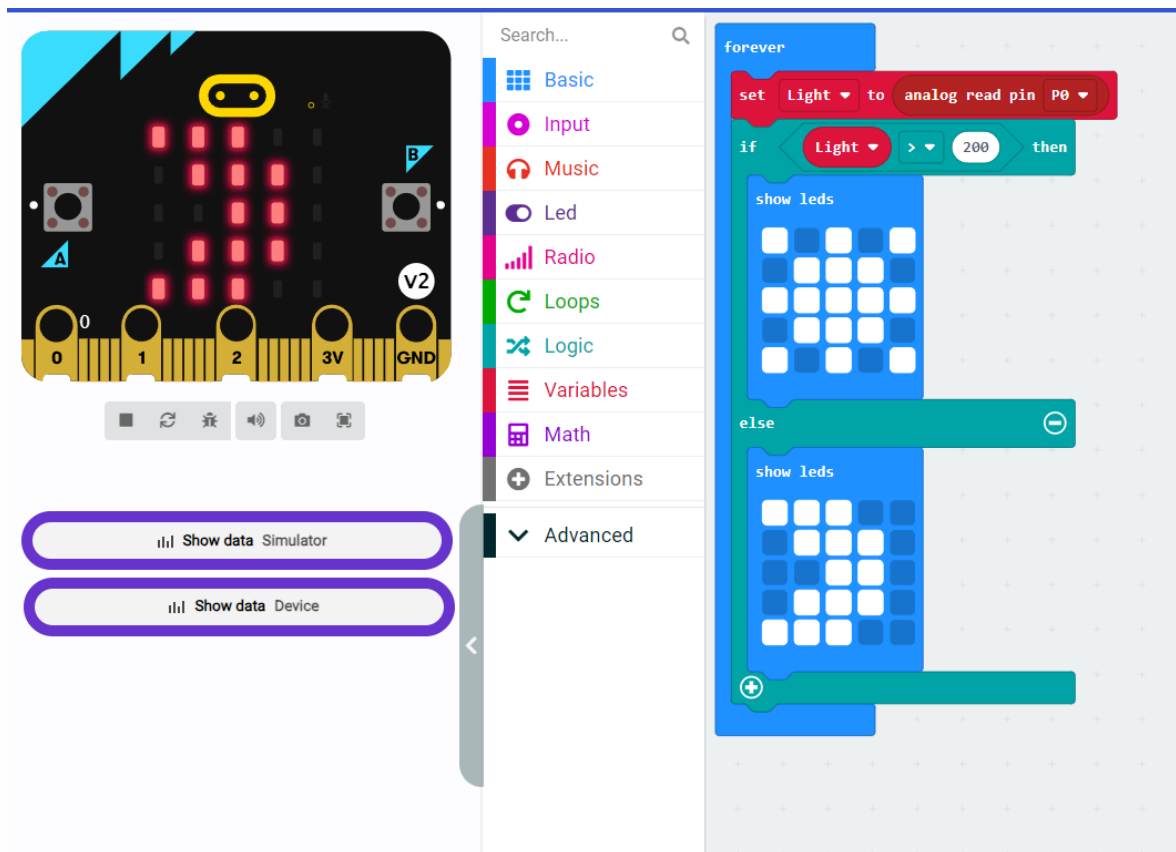 B
A
V2
0
0
1
2
3V
GND
Show data Simulator
Show data Device
Search...
Basic
Input
Music
Led
Radio
Loops
Logic
Variables
Math
Extensions
Advanced
forever
set Light to analog read pin P0
if Light > 200 then
show leds
else
show leds